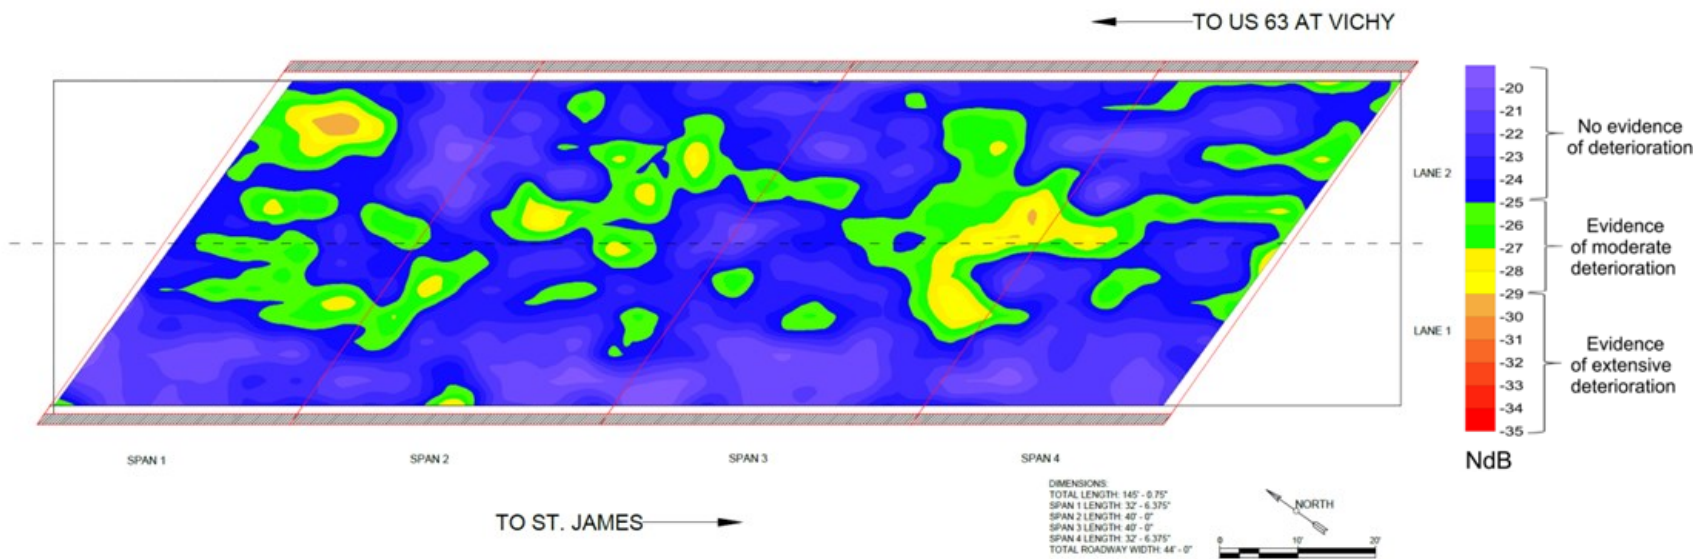 TO US 63 AT VICHY
-20
-21
-22
-23
-24
-25
-26
-27
-28
-29
-30
-31
-32
-33
-34
-35
NdB
No evidence
of deterioration
Evidence
of moderate
deterioration
Evidence
of extensive
deterioration
LANE 2
LANE 1
SPAN 1
SPAN 2
SPAN 3
SPAN 4
TO ST. JAMES
DIMENSIONS:
TOTAL LENGTH: 145' - 0.75"
SPAN 1 LENGTH: 32' - 6.375"
SPAN 2 LENGTH: 40' - 0"
SPAN 3 LENGTH: 40' - 0"
SPAN 4 LENGTH: 32' - 6.375"
TOTAL ROADWAY WIDTH: 44' - 0"
NORTH
0 10' 20'